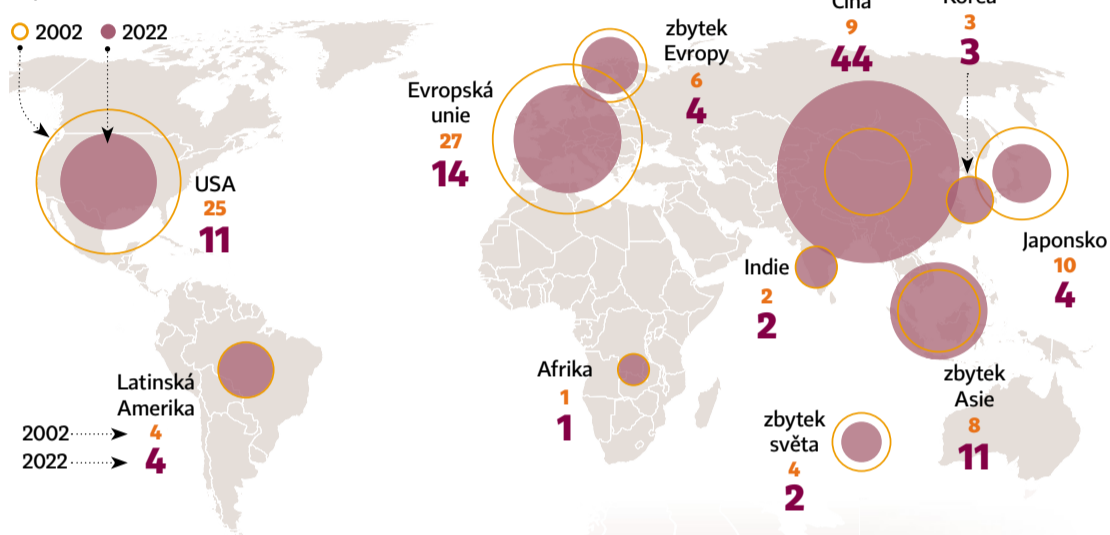 2002 2022
Čína
9
44
Korea
3
3
zbytek
Evropy
6
4
Evropská
unie
27
14
USA
25
11
Japonsko
10
4
Indie
2
2
Latinská
Amerika
2002 4
2022 4
Afrika
1
1
zbytek
Asie
8
11
zbytek
světa
4
2